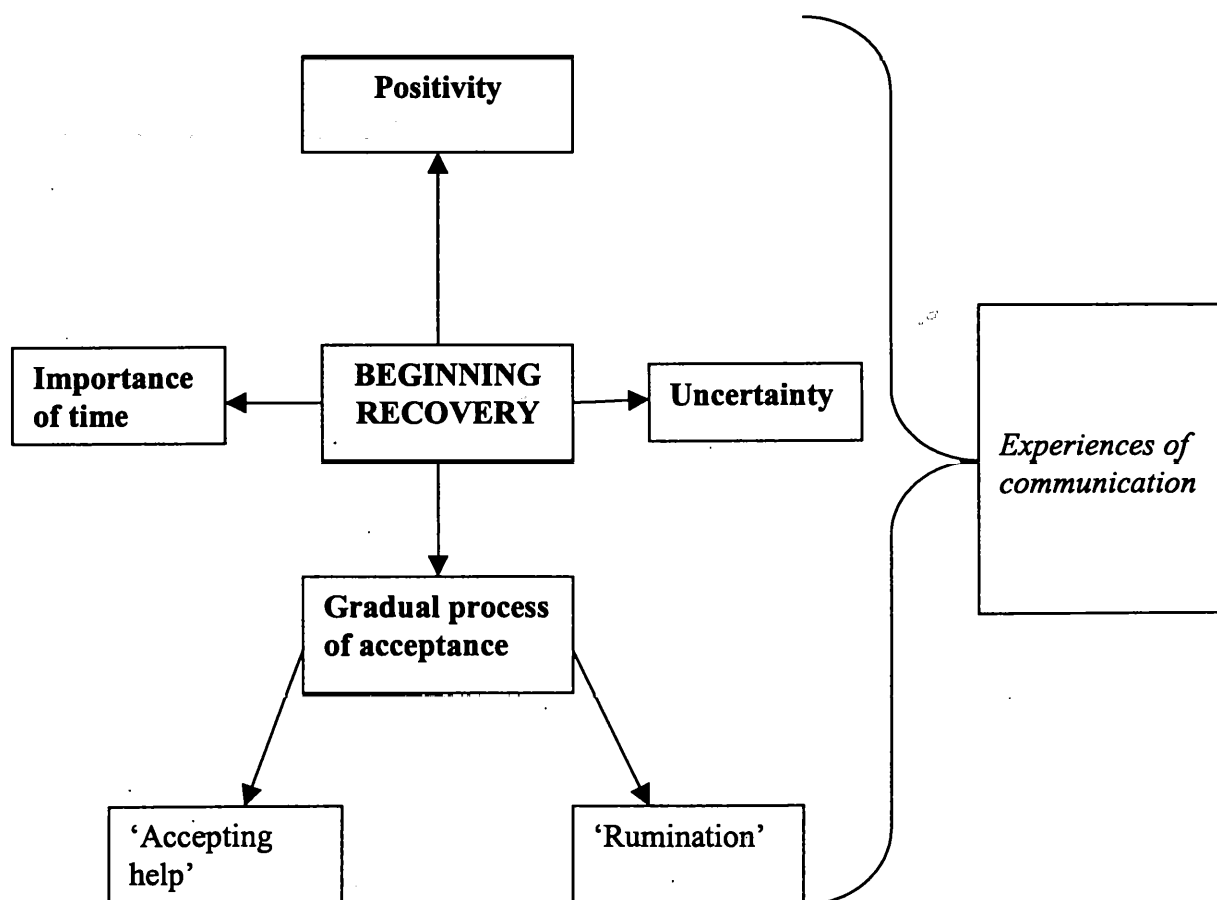 Positivity
Importance
of time
BEGINNING
RECOVERY
Uncertainty
Experiences of
communication
Gradual process
of acceptance
‘Accepting
help’
‘Rumination’